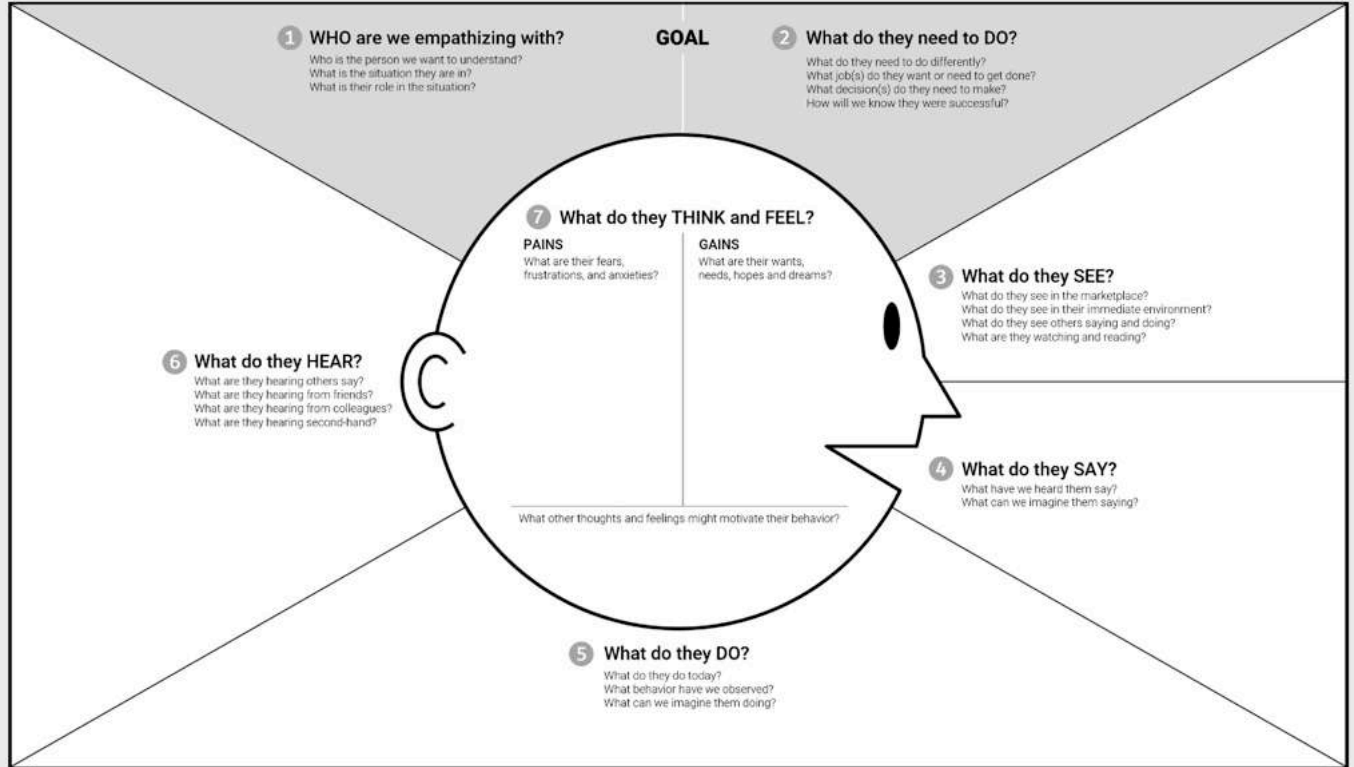 1 WHO are we empathizing with?
Who is the person we want to understand?
What is the situation they are in?
What is their role in the situation?
GOAL
2 What do they need to DO?
What do they need to do differently?
What job(s) do they want or need to get done?
What decision(s) do they need to make?
How will we know they were successful?
3 What do they SEE?
What do they see in the marketplace?
What do they see in their immediate environment?
What do they see others saying and doing?
What are they watching and reading?
4 What do they SAY?
What have we heard them say?
What can we imagine them saying?
5 What do they DO?
What do they do today?
What behavior have we observed?
What can we imagine them doing?
6 What do they HEAR?
What are they hearing others say?
What are they hearing from friends?
What are they hearing from colleagues?
What are they hearing second-hand?
7 What do they THINK and FEEL?
PAINS
What are their fears,
frustrations, and anxieties?
GAINS
What are their wants,
needs, hopes and dreams?
What other thoughts and feelings might motivate their behavior?